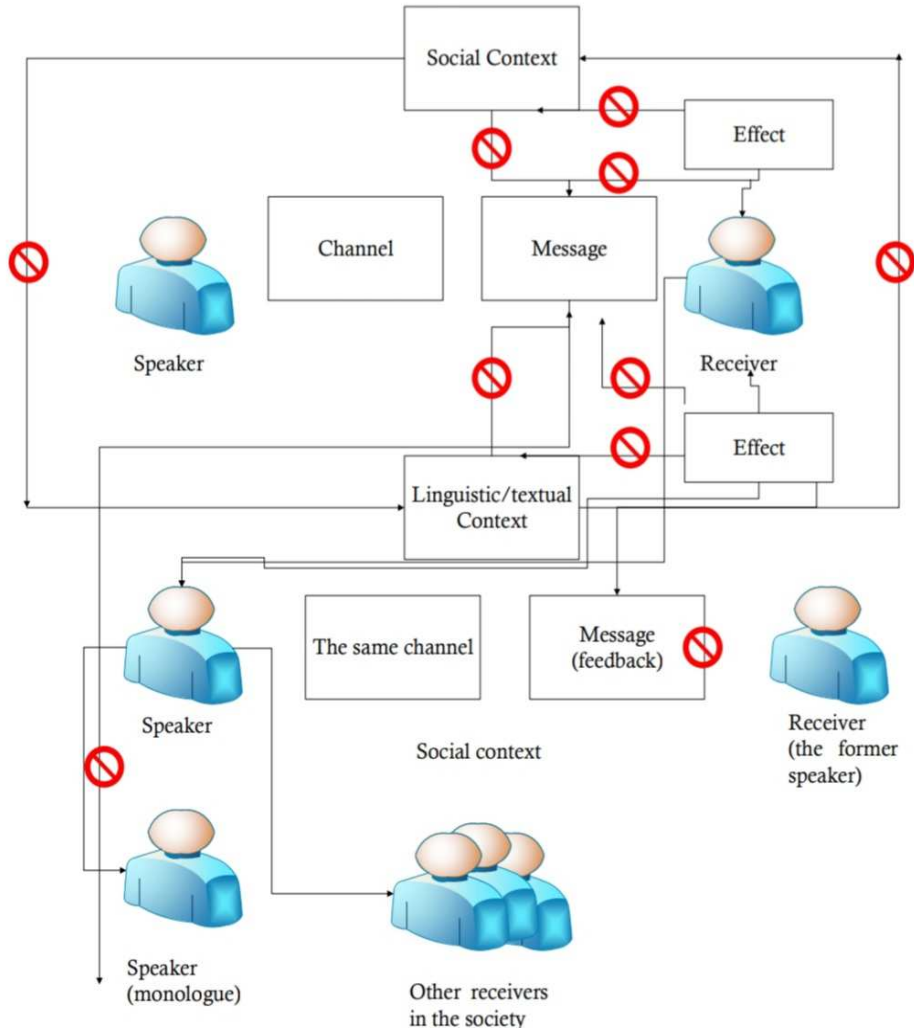 Social Context
Effect
Channel
Message
Speaker
Receiver
Effect
Linguistic/textual
Context
The same channel
Message
(feedback)
Speaker
Receiver
(the former
speaker)
Social context
Speaker
(monologue)
Other receivers
in the society